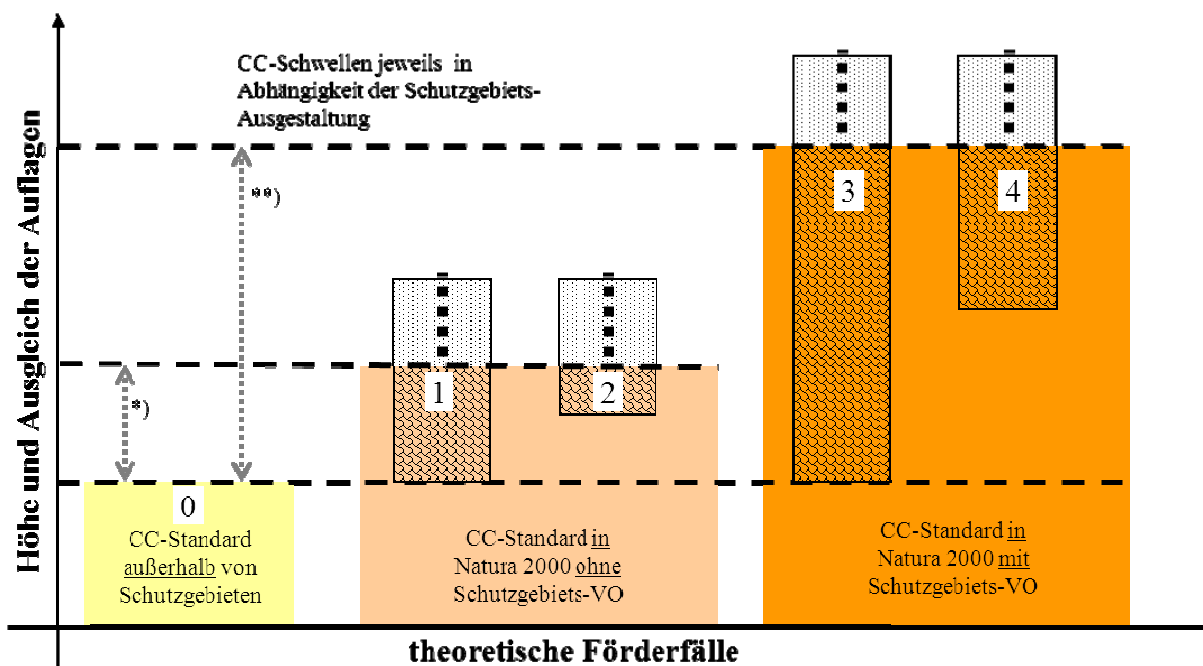 CC-Schwellen jeweils in
Abhängigkeit der Schutzgebiets-
Ausgestaltung
Höhe und Ausgleich der Auflagen
**)
*)
0
1
2
3
4
CC-Standard
außerhalb von
Schutzgebieten
CC-Standard in
Natura 2000 ohne
Schutzgebiets-VO
CC-Standard in
Natura 2000 mit
Schutzgebiets-VO
theoretische Förderfälle